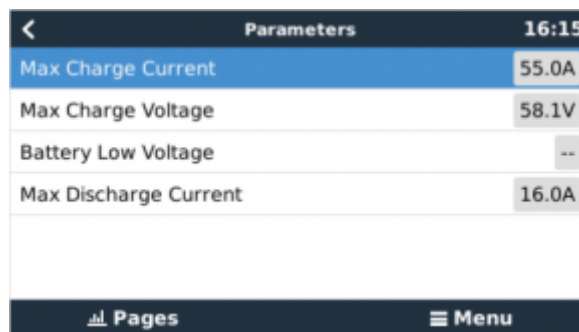 Parameters 16:15
Max Charge Current 55.0A
Max Charge Voltage 58.1V
Battery Low Voltage --
Max Discharge Current 16.0A
Pages Menu